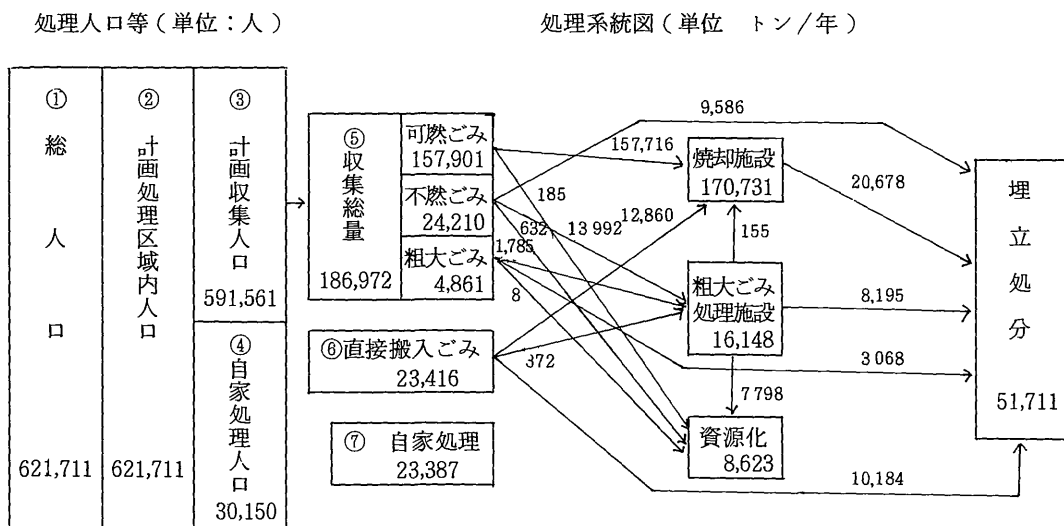 処理人口等(単位:人)
処理系統図(単位 トン/年)
①総人口
621,711
②計画処理区域内人口
621,711
③計画収集人口
591,561
④自家処理人口
30,150
⑤収集総量
186,972
可燃ごみ
157,901
不燃ごみ
24,210
粗大ごみ
4,861
⑥直接搬入ごみ
23,416
⑦ 自家処理
23,387
9,586
157,716
185
12,860
13 992
632
1,785
8
372
焼却施設
170,731
155
粗大ごみ
処理施設
16,148
7 798
資源化
8,623
20,678
8,195
3 068
10,184
埋立処分
51,711